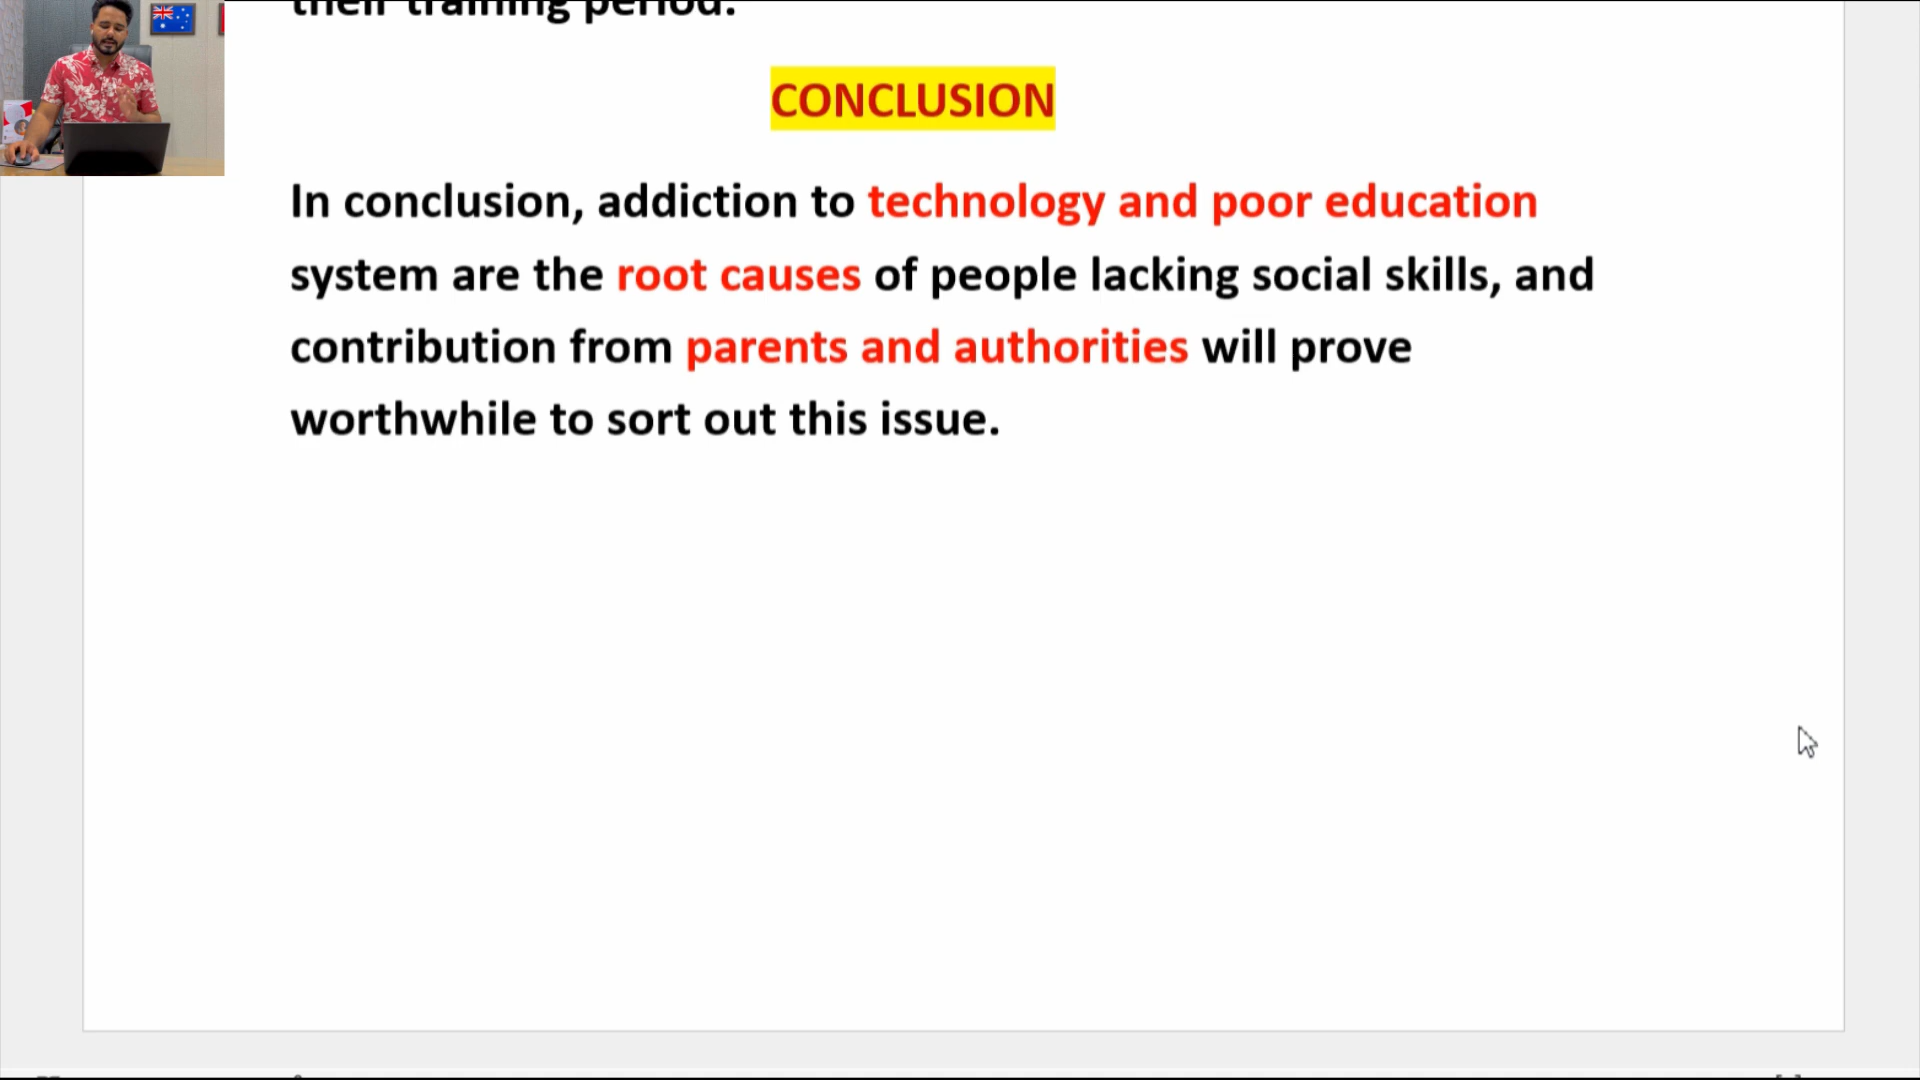 their training period.
CONCLUSION
In conclusion, addiction to technology and poor education
system are the root causes of people lacking social skills, and
contribution from parents and authorities will prove
worthwhile to sort out this issue.